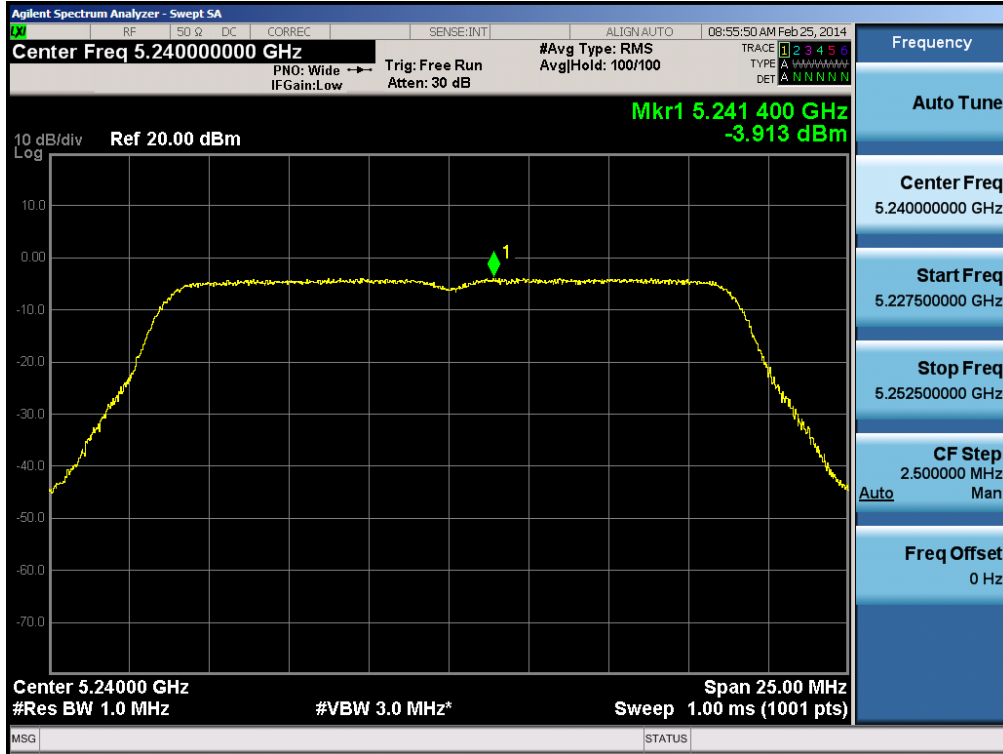 Agilent Spectrum Analyzer - Swept SA
LXI RF 50 Ω DC CORREC SENSE:INT ALIGN AUTO 08:55:50 AM Feb 25, 2014
Center Freq 5.240000000 GHz
PNO: Wide
IFGain:Low
Trig: Free Run
Atten: 30 dB
#Avg Type: RMS
Avg|Hold: 100/100
TRACE 1 2 3 4 5 6
TYPE A WWWWW
DET A N N N N N
Mkr1 5.241 400 GHz
-3.913 dBm
10 dB/div Ref 20.00 dBm
Log
10.0
0.00
-10.0
-20.0
-30.0
-40.0
-50.0
-60.0
-70.0
1
Center 5.24000 GHz Span 25.00 MHz
#Res BW 1.0 MHz #VBW 3.0 MHz* Sweep 1.00 ms (1001 pts)
MSG STATUS
Frequency
Auto Tune
Center Freq
5.240000000 GHz
Start Freq
5.227500000 GHz
Stop Freq
5.252500000 GHz
CF Step
2.500000 MHz
Auto Man
Freq Offset
0 Hz